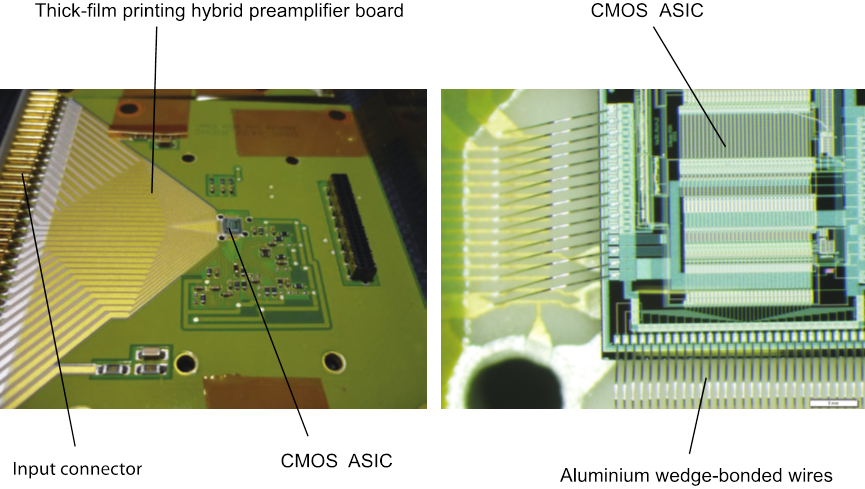 Thick-film printing hybrid preamplifier board
CMOS ASIC
Input connector
CMOS ASIC
Aluminium wedge-bonded wires